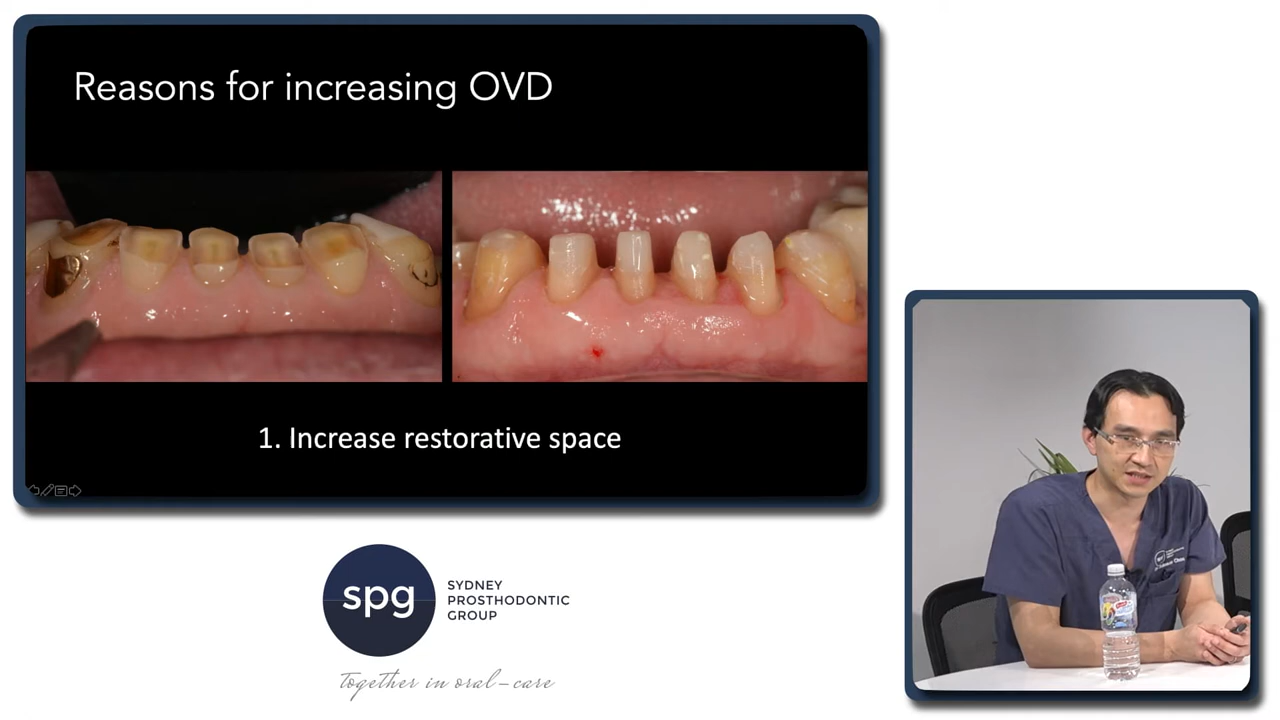 Reasons for increasing OVD
1. Increase restorative space
spg
SYDNEY
PROSTHODONTIC
GROUP
Together in oral-care